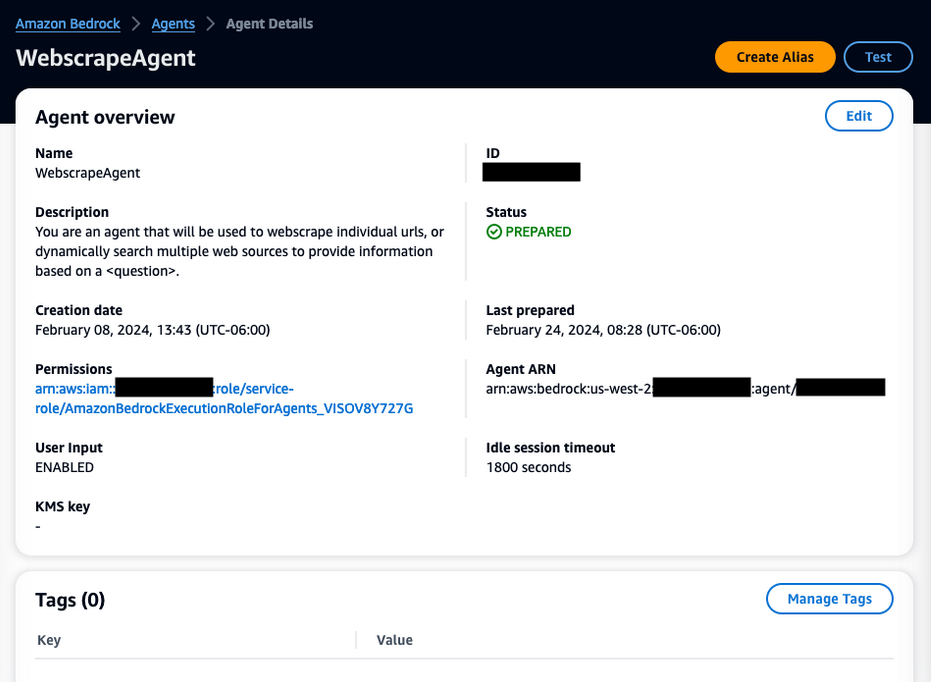 Amazon Bedrock > Agents > Agent Details
WebscrapeAgent
Create Alias
Test
Agent overview
Edit
Name
WebscrapeAgent
ID
Description
You are an agent that will be used to webscrape individual urls, or
dynamically search multiple web sources to provide information
based on a <question>.
Status
PREPARED
Creation date
February 08, 2024, 13:43 (UTC-06:00)
Last prepared
February 24, 2024, 08:28 (UTC-06:00)
Permissions
arn:aws:iam:: :role/service-
role/AmazonBedrockExecutionRoleForAgents_VISOV8Y727G
Agent ARN
arn:aws:bedrock:us-west-2: :agent/
User Input
ENABLED
Idle session timeout
1800 seconds
KMS key
-
Tags (0)
Manage Tags
Key
Value